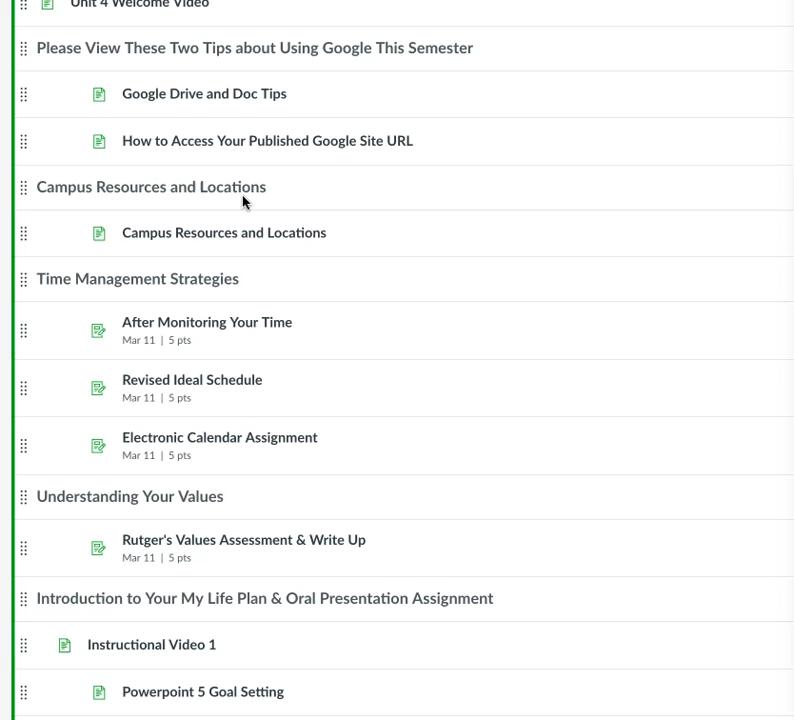 Unit 4 Welcome Video
Please View These Two Tips about Using Google This Semester
Google Drive and Doc Tips
How to Access Your Published Google Site URL
Campus Resources and Locations
Campus Resources and Locations
Time Management Strategies
After Monitoring Your Time
Mar 11 | 5 pts
Revised Ideal Schedule
Mar 11 | 5 pts
Electronic Calendar Assignment
Mar 11 | 5 pts
Understanding Your Values
Rutger's Values Assessment & Write Up
Mar 11 | 5 pts
Introduction to Your My Life Plan & Oral Presentation Assignment
Instructional Video 1
Powerpoint 5 Goal Setting